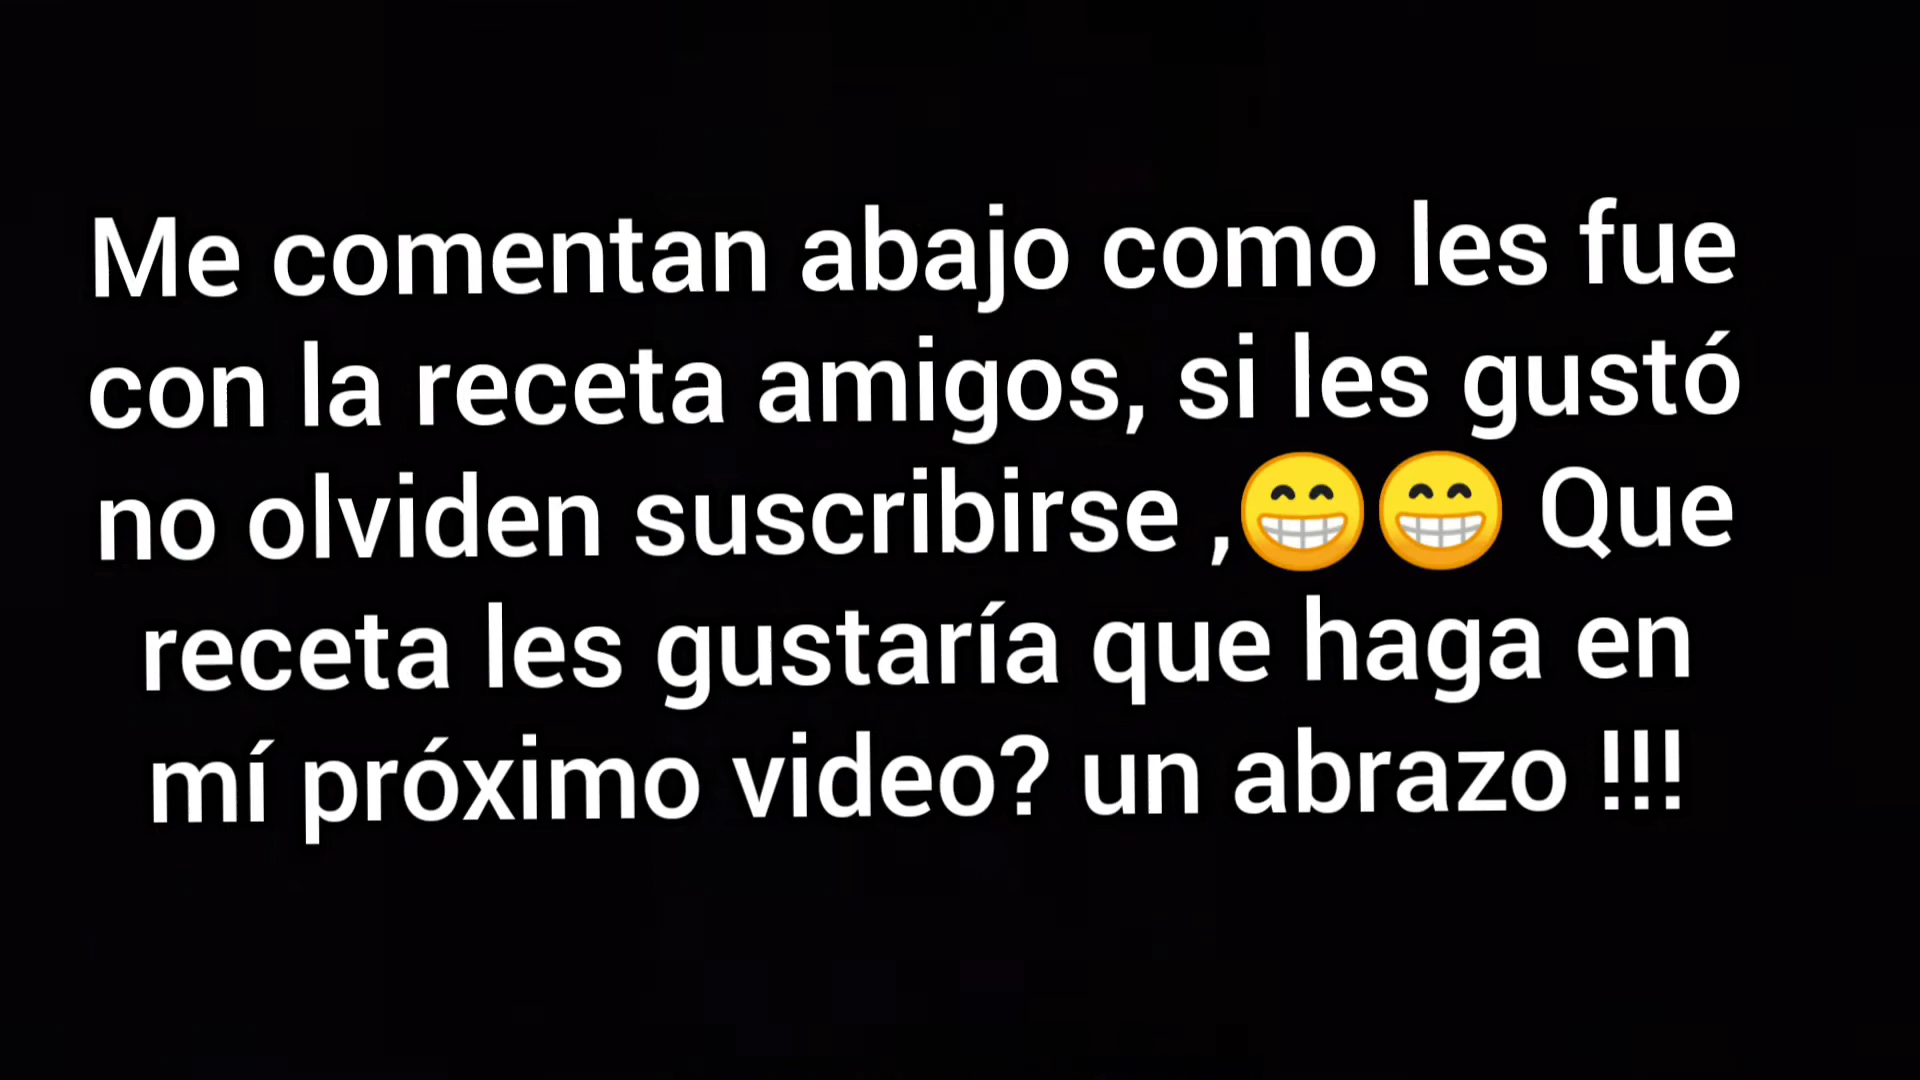 Me comentan abajo como les fue
con la receta amigos, si les gustó
no olviden suscribirse ,😁😁 Que
receta les gustaría que haga en
mí próximo video? un abrazo !!!